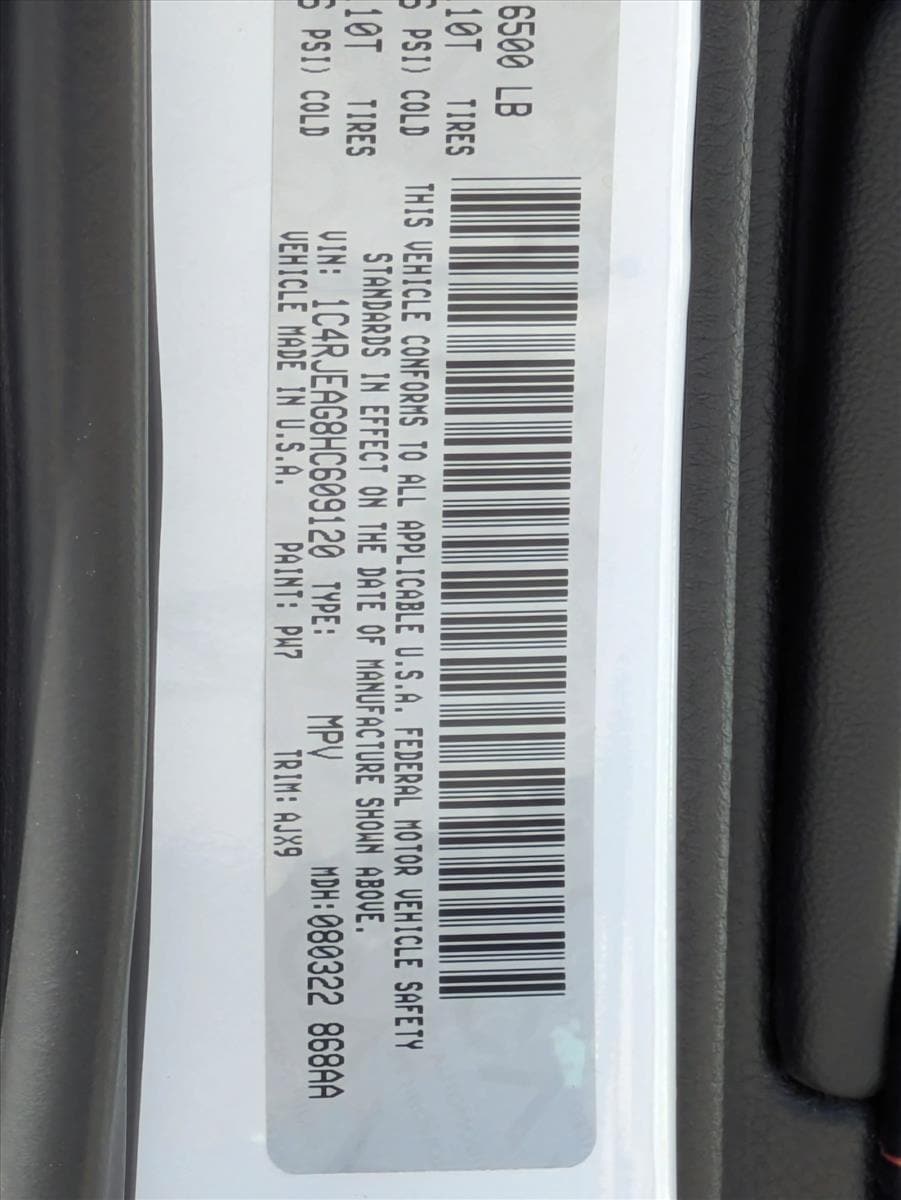 6500 LB
10T TIRES
6 PSI) COLD
10T TIRES
6 PSI) COLD
THIS VEHICLE CONFORMS TO ALL APPLICABLE U.S.A. FEDERAL MOTOR VEHICLE SAFETY
STANDARDS IN EFFECT ON THE DATE OF MANUFACTURE SHOWN ABOVE.
VIN: 1C4RJEAG8HC609120 TYPE: MPV MDH:080322 868AA
VEHICLE MADE IN U.S.A. PAINT: PW7 TRIM:AJX9